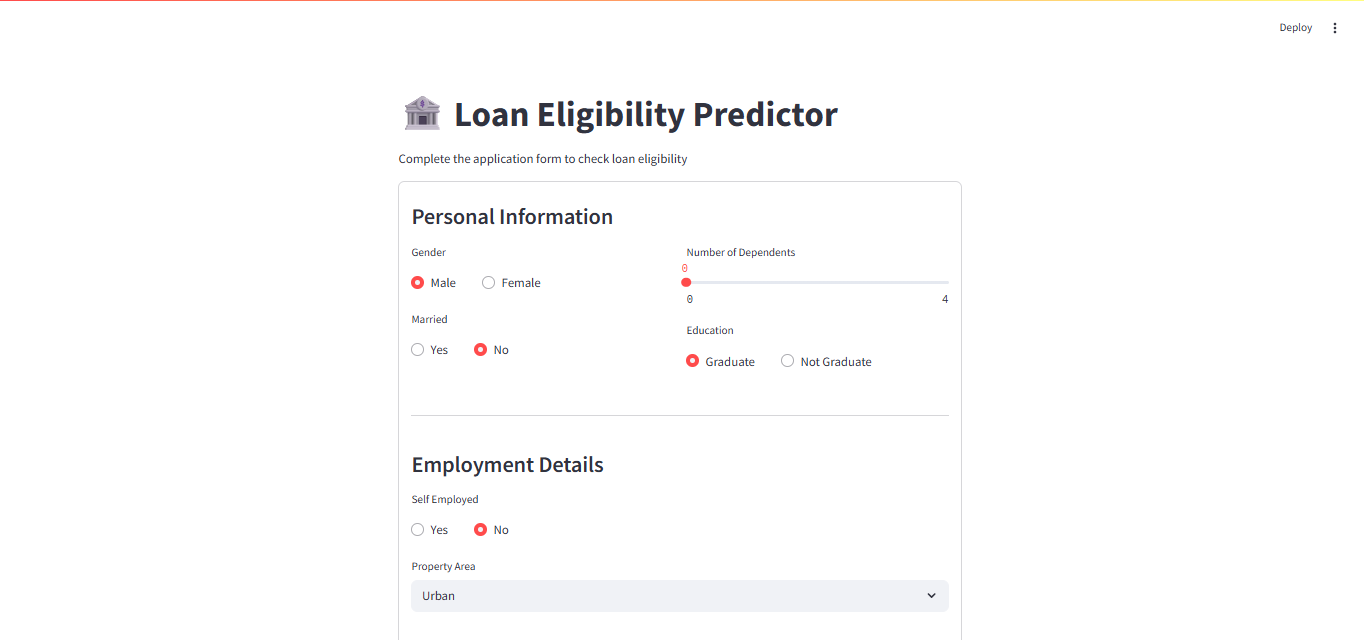 Deploy
Loan Eligibility Predictor
Complete the application form to check loan eligibility
Personal Information
Gender
Male Female
Married
Yes No
Number of Dependents
0
0 4
Education
Graduate Not Graduate
Employment Details
Self Employed
Yes No
Property Area
Urban